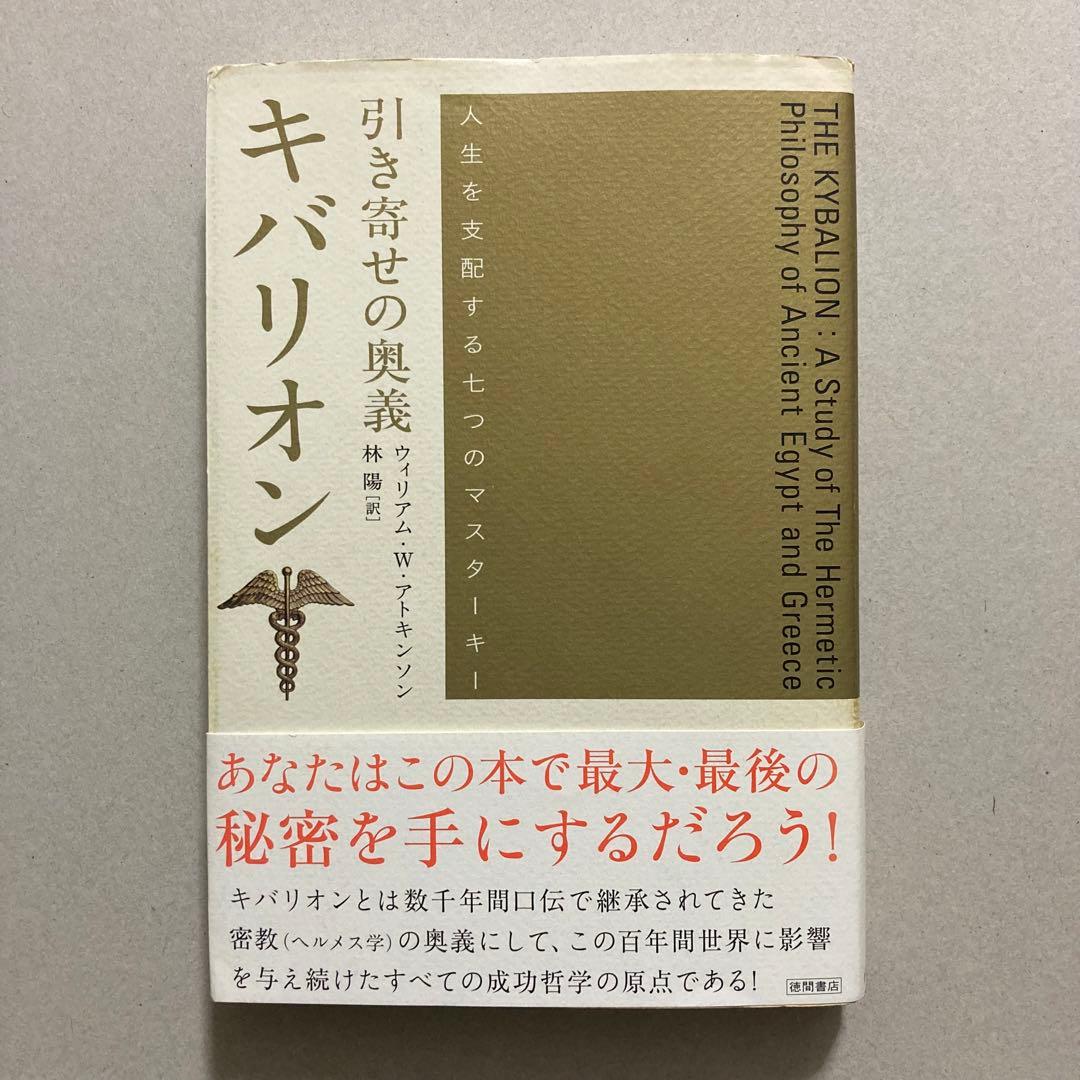 THE KYBALION : A Study of The Hermetic
Philosophy of Ancient Egypt and Greece
人生を支配する七つのマスターキー
引き寄せの奥義
キバリオン
ウィリアム・W・アトキンソン
林 陽[訳]
あなたはこの本で最大・最後の
秘密を手にするだろう!
キバリオンとは数千年間口伝で継承されてきた
密教(ヘルメス学)の奥義にして、この百年間世界に影響
を与え続けたすべての成功哲学の原点である!
徳間書店